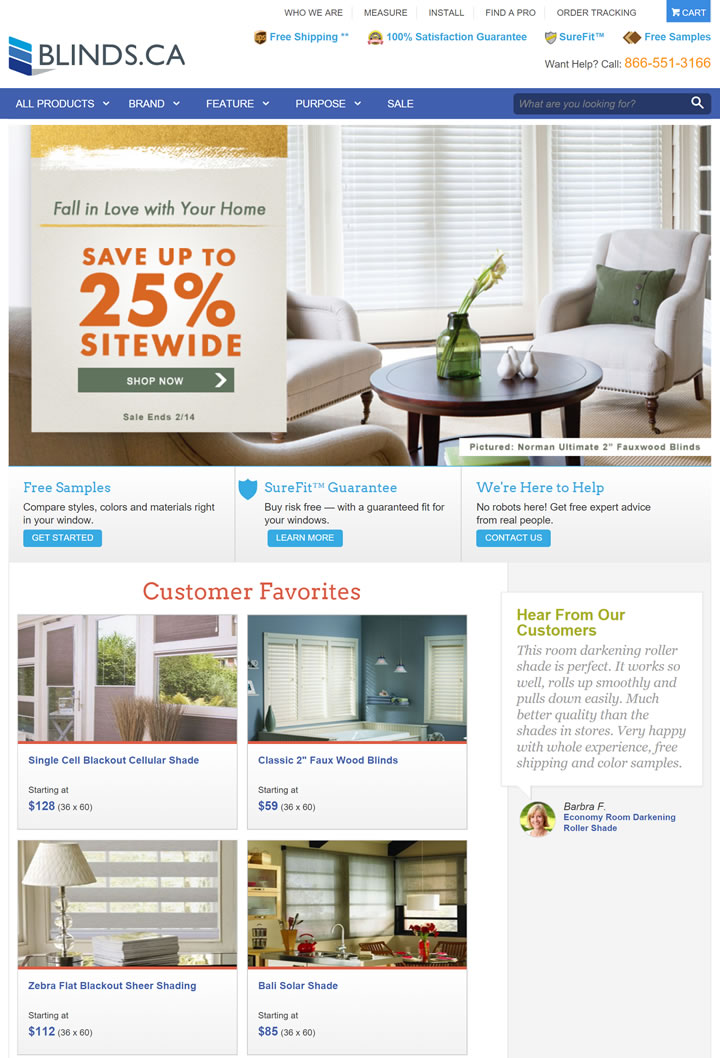 WHO WE ARE MEASURE INSTALL FIND A PRO ORDER TRACKING CART
ups Free Shipping ** 100% Satisfaction Guarantee SureFit™ Free Samples
BLINDS.CA
Want Help? Call: 866-551-3166
ALL PRODUCTS BRAND FEATURE PURPOSE SALE What are you looking for?
Fall in Love with Your Home
SAVE UP TO
25%
SITEWIDE
SHOP NOW
Sale Ends 2/14
Pictured: Norman Ultimate 2" Fauxwood Blinds
Free Samples
Compare styles, colors and materials right
in your window.
GET STARTED
SureFit™ Guarantee
Buy risk free — with a guaranteed fit for
your windows.
LEARN MORE
We're Here to Help
No robots here! Get free expert advice
from real people.
CONTACT US
Customer Favorites
Single Cell Blackout Cellular Shade
Starting at
$128 (36 x 60)
Classic 2" Faux Wood Blinds
Starting at
$59 (36 x 60)
Zebra Flat Blackout Sheer Shading
Starting at
$112 (36 x 60)
Bali Solar Shade
Starting at
$85 (36 x 60)
Hear From Our
Customers
This room darkening roller
shade is perfect. It works so
well, rolls up smoothly and
pulls down easily. Much
better quality than the
shades in stores. Very happy
with whole experience, free
shipping and color samples.
Barbra F.
Economy Room Darkening
Roller Shade